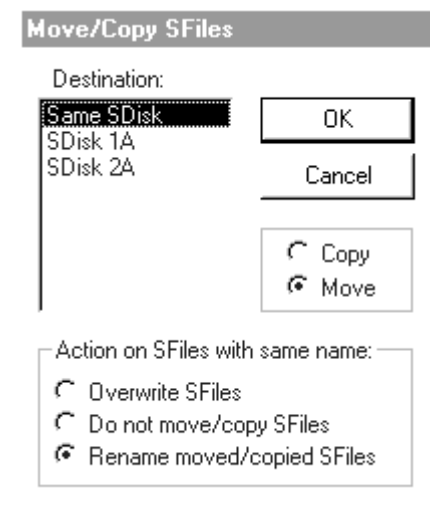 Move/Copy SFiles
Destination:
Same SDisk
SDisk 1A
SDisk 2A
OK
Cancel
Copy
Move
Action on SFiles with same name:
Overwrite SFiles
Do not move/copy SFiles
Rename moved/copied SFiles